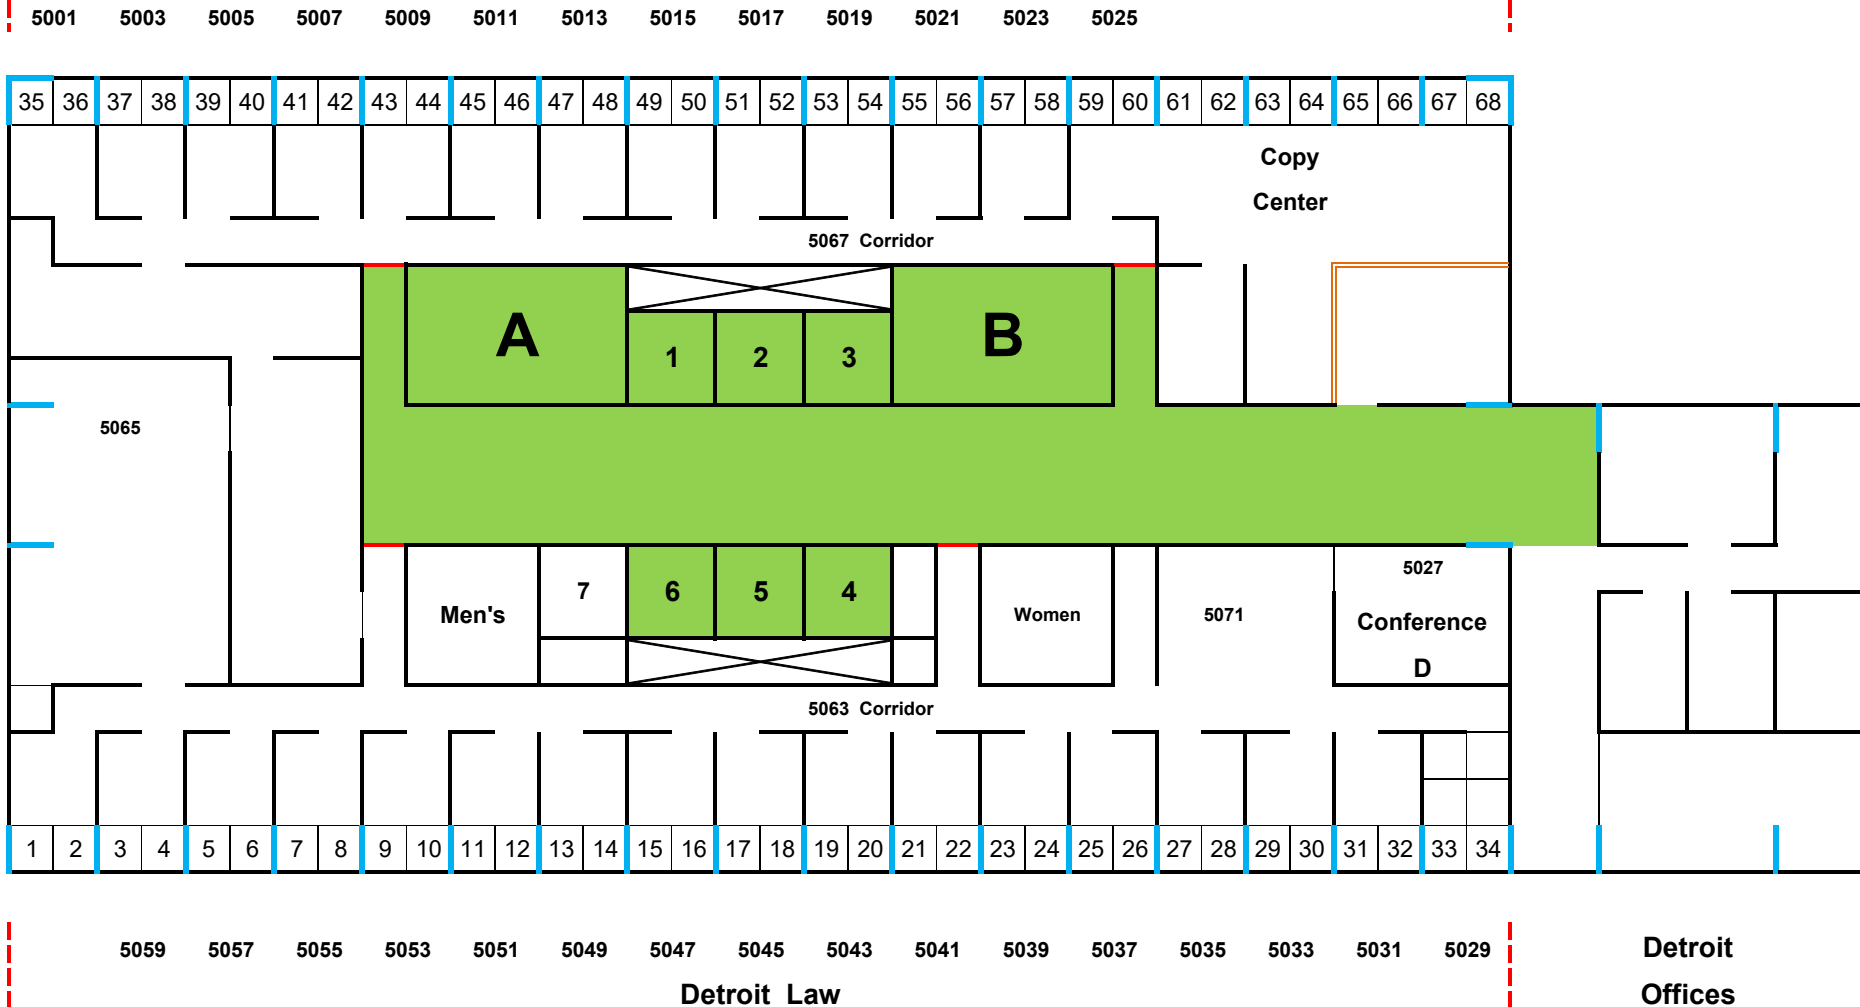 5001 5003 5005 5007 5009 5011 5013 5015 5017 5019 5021 5023 5025
35 36 37 38 39 40 41 42 43 44 45 46 47 48 49 50 51 52 53 54 55 56 57 58 59 60 61 62 63 64 65 66 67 68
Copy
Center
5067 Corridor
A B
1 2 3
5065
5027
7 6 5 4
Men's Women 5071
Conference
D
5063 Corridor
1 2 3 4 5 6 7 8 9 10 11 12 13 14 15 16 17 18 19 20 21 22 23 24 25 26 27 28 29 30 31 32 33 34
5059 5057 5055 5053 5051 5049 5047 5045 5043 5041 5039 5037 5035 5033 5031 5029 Detroit
Detroit Law Offices